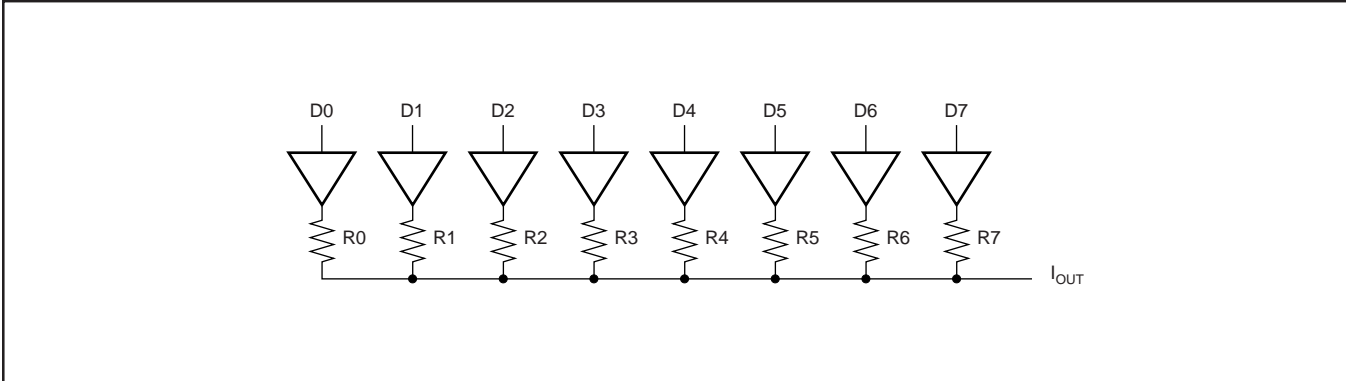 D0 D1 D2 D3 D4 D5 D6 D7
R0 R1 R2 R3 R4 R5 R6 R7
IOUT